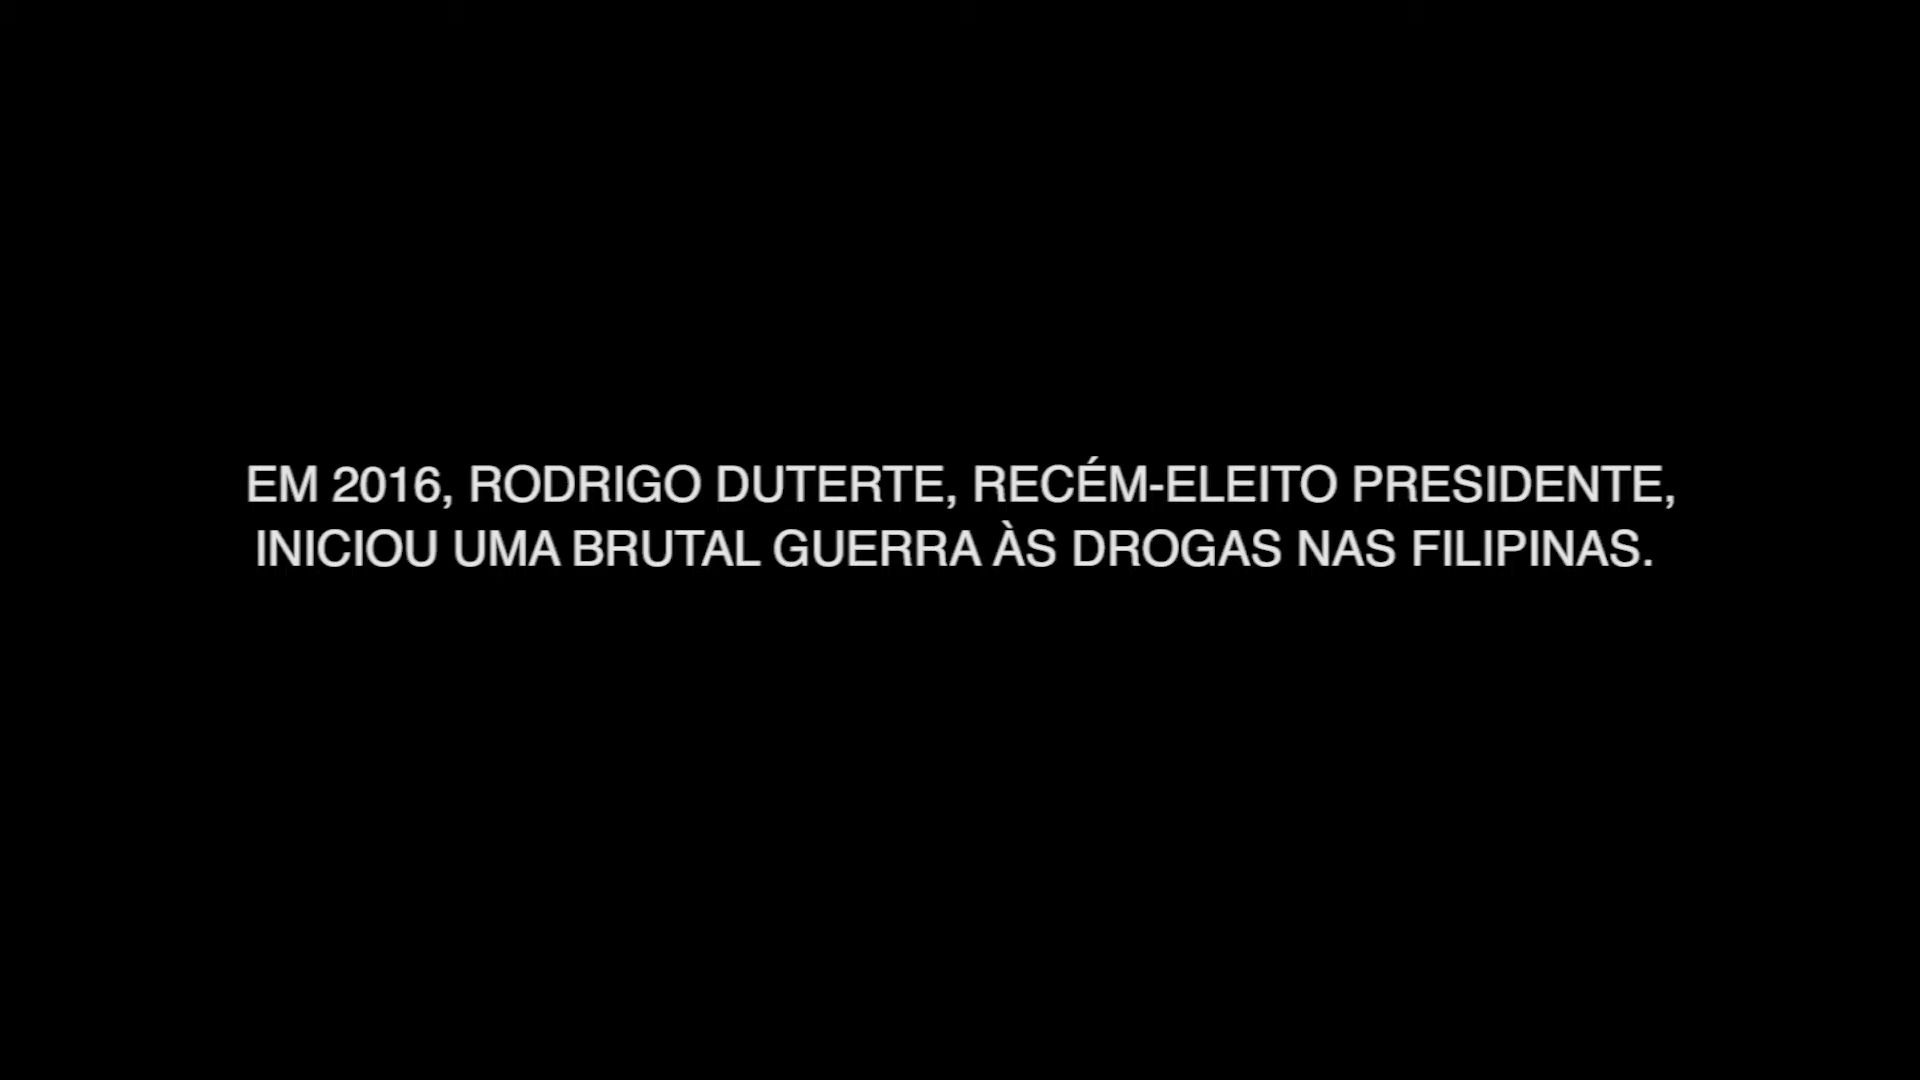 EM 2016, RODRIGO DUTERTE, RECÉM-ELEITO PRESIDENTE,
INICIOU UMA BRUTAL GUERRA ÀS DROGAS NAS FILIPINAS.